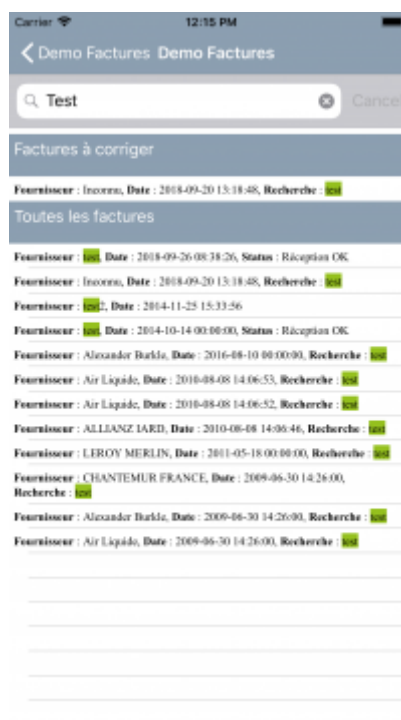 Carrier 12:15 PM
Demo Factures Demo Factures
Test Cancel
Factures à corriger
Fournisseur : Inconnu, Date : 2018-09-20 13:18:48, Recherche : test
Toutes les factures
Fournisseur : test, Date : 2018-09-26 08:38:26, Status : Réception OK
Fournisseur : Inconnu, Date : 2018-09-20 13:18:48, Recherche : test
Fournisseur : test2, Date : 2014-11-25 15:33:56
Fournisseur : test, Date : 2014-10-14 00:00:00, Status : Réception OK
Fournisseur : Alexander Burkle, Date : 2016-08-10 00:00:00, Recherche : test
Fournisseur : Air Liquide, Date : 2010-08-08 14:06:53, Recherche : test
Fournisseur : Air Liquide, Date : 2010-08-08 14:06:52, Recherche : test
Fournisseur : ALLIANZ IARD, Date : 2010-08-08 14:06:46, Recherche : test
Fournisseur : LEROY MERLIN, Date : 2011-05-18 00:00:00, Recherche : test
Fournisseur : CHANTEMUR FRANCE, Date : 2009-06-30 14:26:00,
Recherche : test
Fournisseur : Alexander Burkle, Date : 2009-06-30 14:26:00, Recherche : test
Fournisseur : Air Liquide, Date : 2009-06-30 14:26:00, Recherche : test